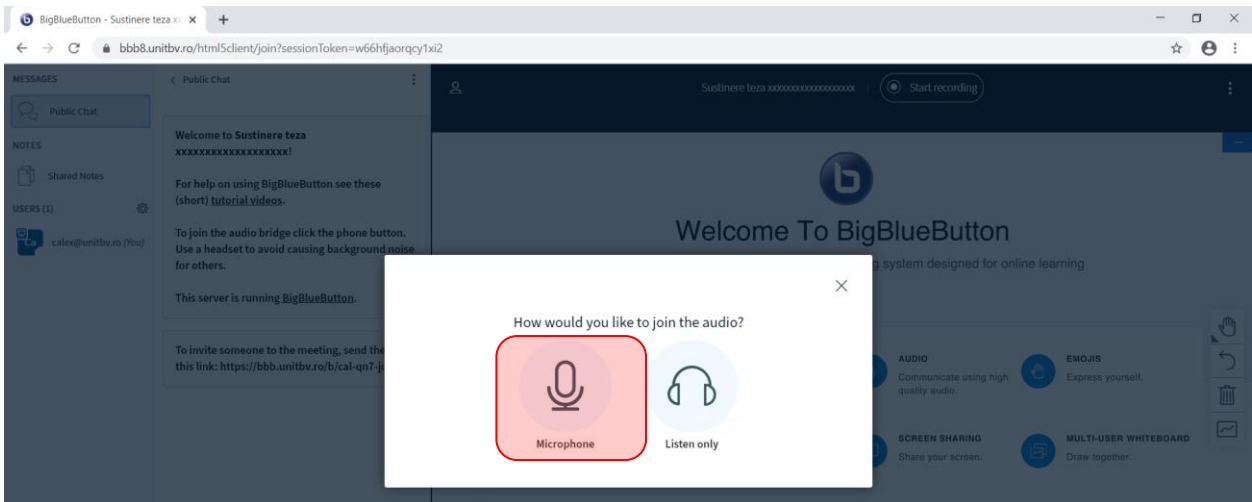 BigBlueButton - Sustinere teza
bbb8.unitbv.ro/html5client/join?sessionToken=w66hfjaorqcy1xi2
MESSAGES
Public Chat
NOTES
Shared Notes
USERS (1)
Ca
calex@unitbv.ro (You)
Public Chat
Welcome to Sustinere teza
xxxxxxxxxxxxxxxxxxx!
For help on using BigBlueButton see these
(short) tutorial videos.
To join the audio bridge click the phone button.
Use a headset to avoid causing background noise
for others.
This server is running BigBlueButton.
To invite someone to the meeting, send the
this link: https://bbb.unitbv.ro/b/cal-qn7-
Sustinere teza xxxxxxxxxxxxxxxxxxx
Start recording
b
Welcome To BigBlueButton
system designed for online learning
How would you like to join the audio?
Microphone
Listen only
AUDIO
Communicate using high
quality audio.
EMOJIS
Express yourself.
SCREEN SHARING
Share your screen.
MULTI-USER WHITEBOARD
Draw together.